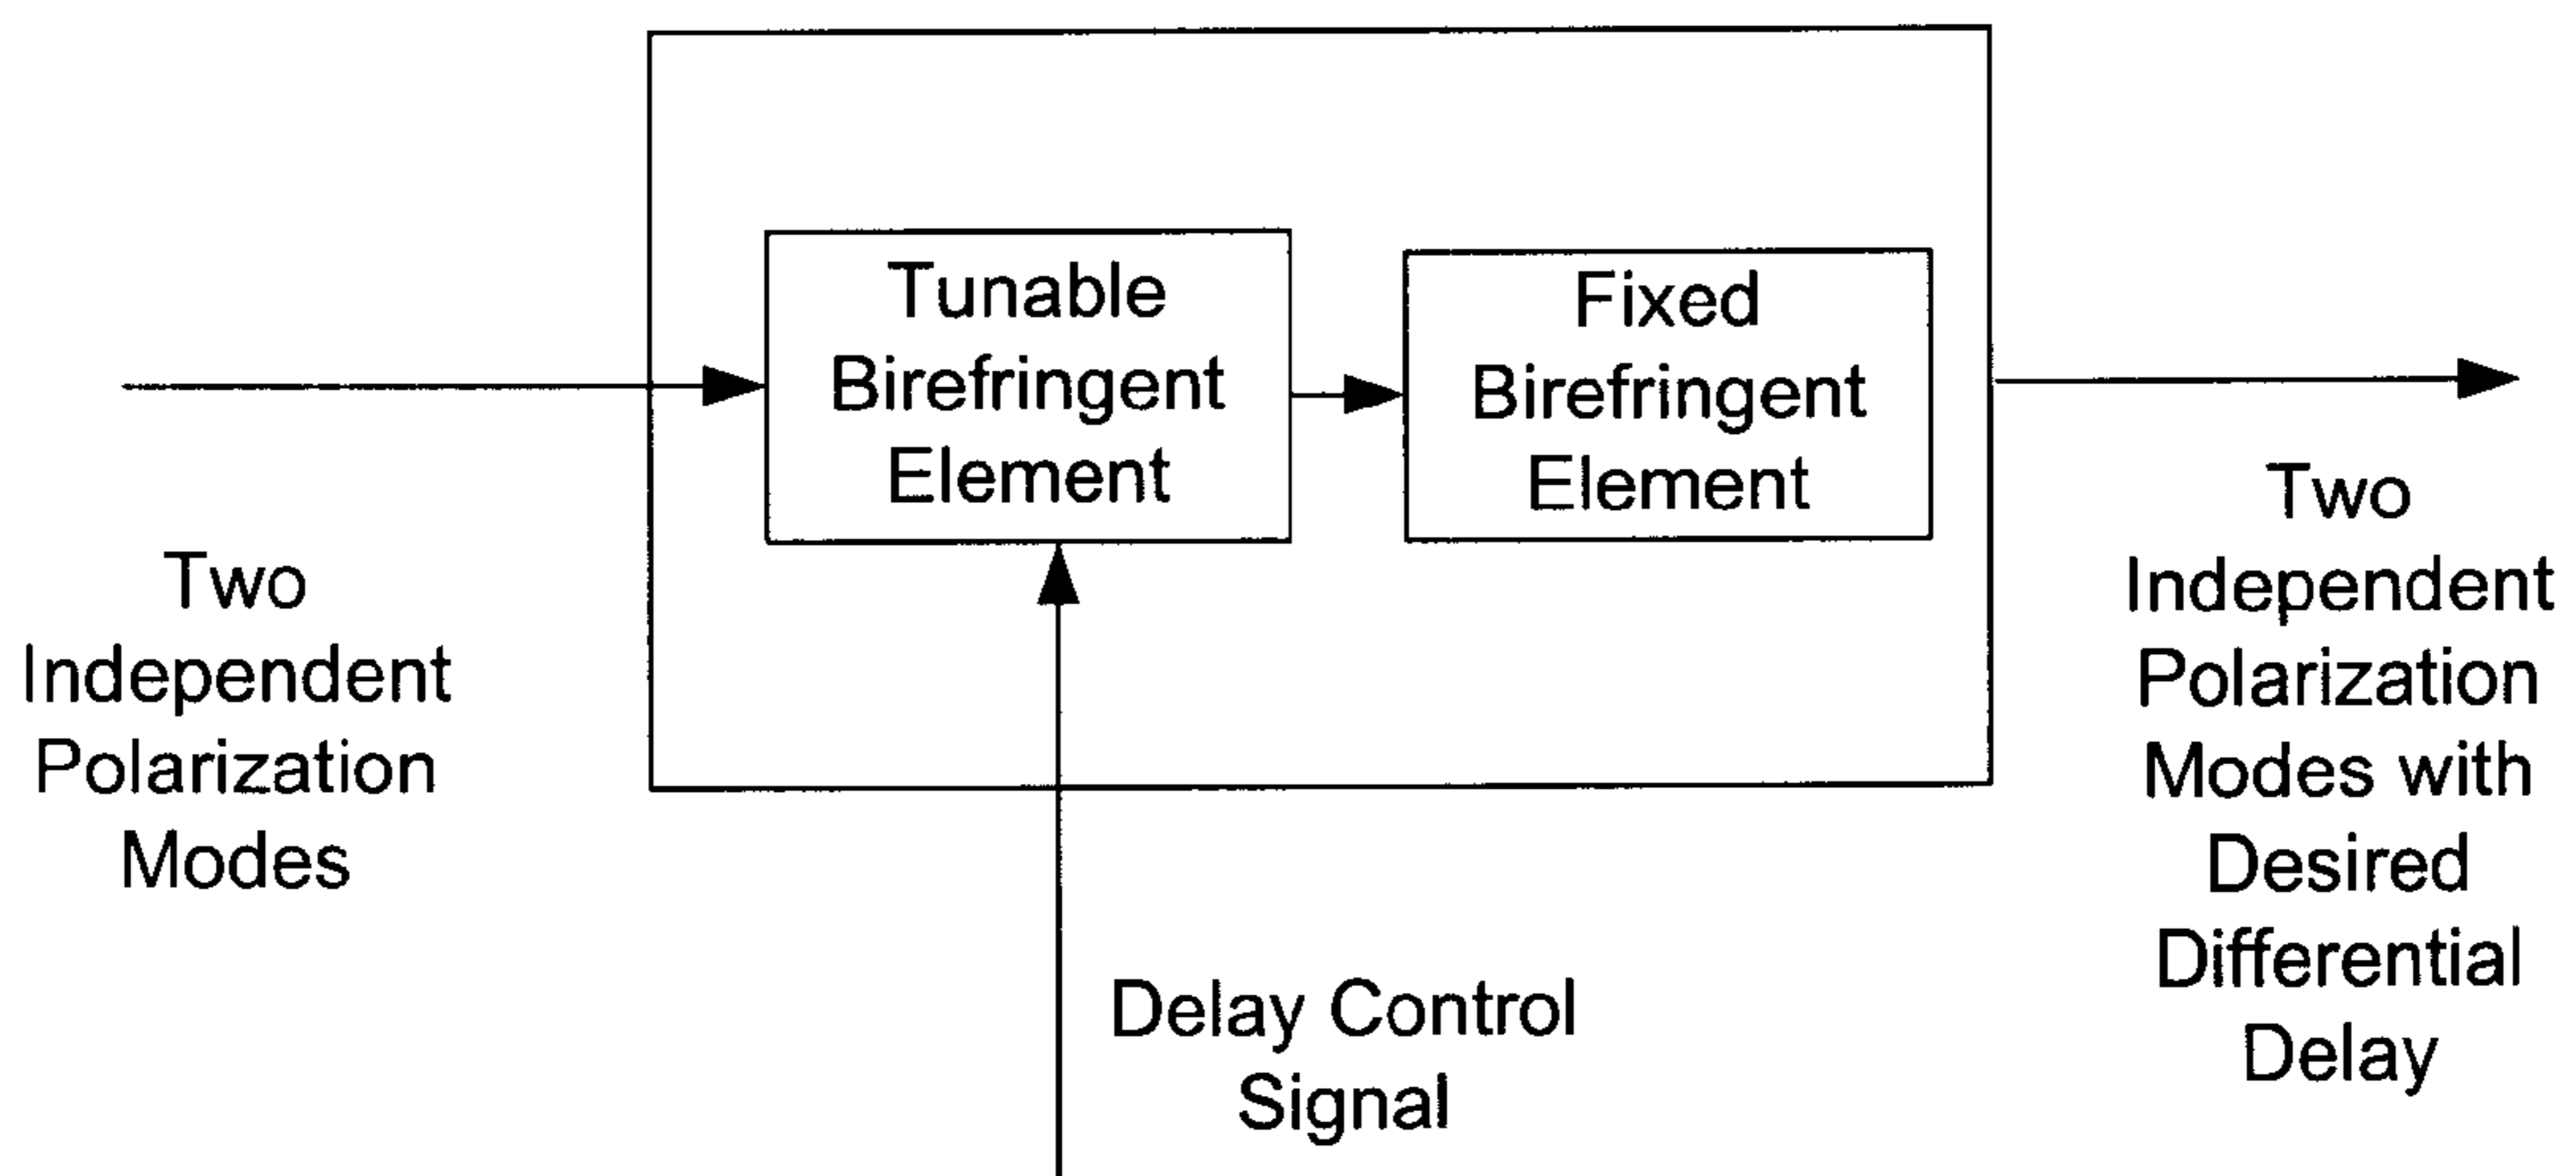 Two
Independent
Polarization
Modes
Tunable
Birefringent
Element
Fixed
Birefringent
Element
Delay Control
Signal
Two
Independent
Polarization
Modes with
Desired
Differential
Delay